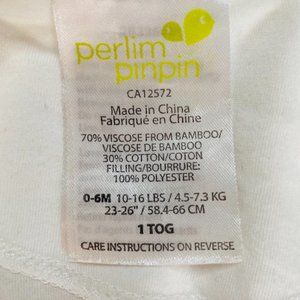 perlim
pinpin
CA12572
Made in China
Fabriqué en Chine
70% VISCOSE FROM BAMBOO/
VISCOSE DE BAMBOO
30% COTTON/COTON
FILLING/BOURRURE:
100% POLYESTER
0-6M 10-16 LBS / 4.5-7.3 KG
23-26" / 58.4-66 CM
1 TOG
CARE INSTRUCTIONS ON REVERSE